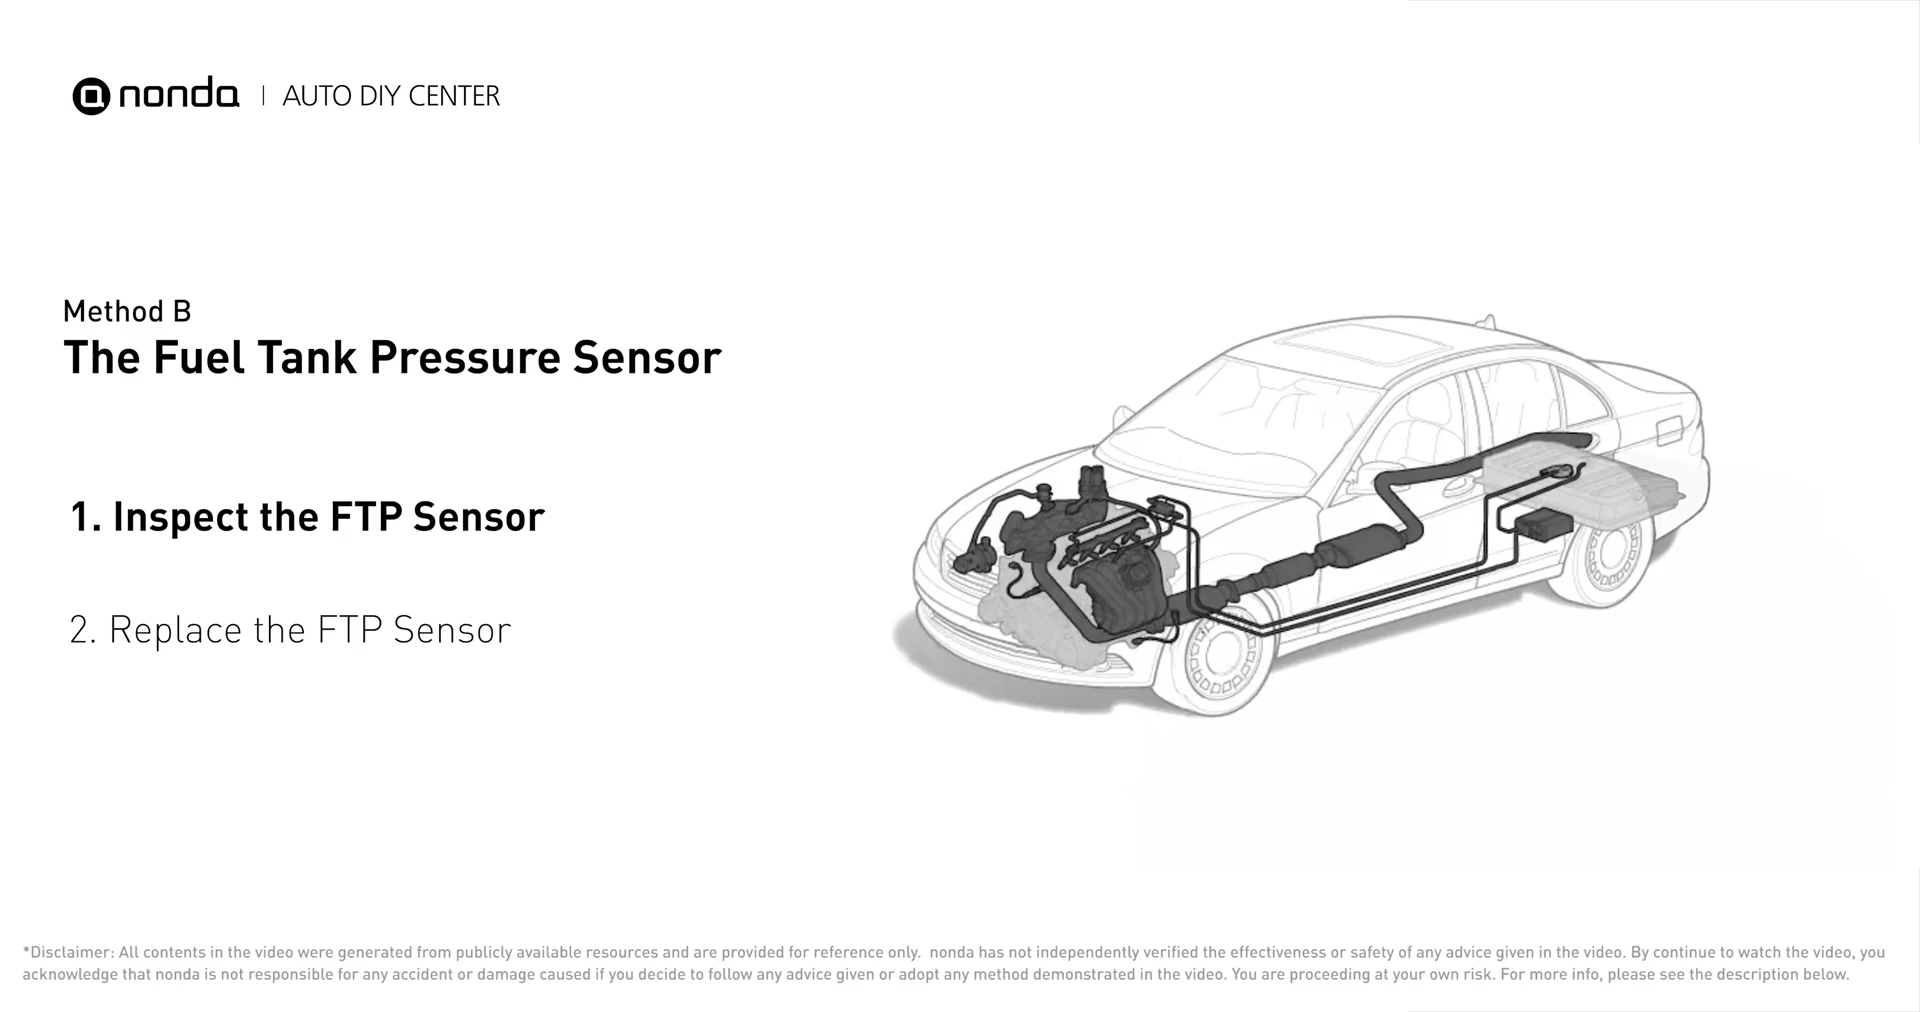 nonda | AUTO DIY CENTER
Method B
The Fuel Tank Pressure Sensor
1. Inspect the FTP Sensor
2. Replace the FTP Sensor
*Disclaimer: All contents in the video were generated from publicly available resources and are provided for reference only.  nonda has not independently verified the effectiveness or safety of any advice given in the video. By continue to watch the video, you
acknowledge that nonda is not responsible for any accident or damage caused if you decide to follow any advice given or adopt any method demonstrated in the video. You are proceeding at your own risk. For more info, please see the description below.